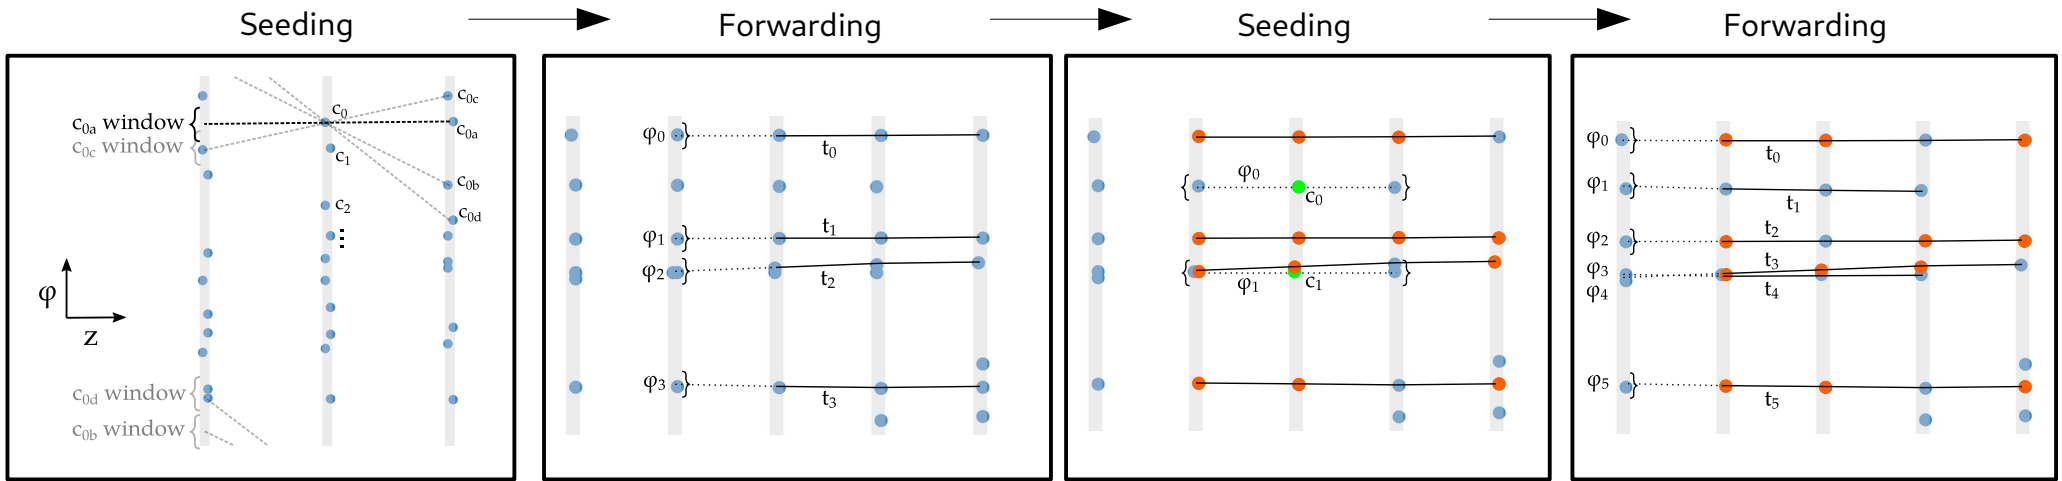 Seeding
Forwarding
Seeding
Forwarding
c0c
c0
c0a window
c0a
c0c window
c1
c0b
c2
c0d
φ
z
c0d window
c0b window
φ0
t0
φ1
t1
φ2
t2
φ3
t3
φ0
c0
φ1
c1
φ0
t0
φ1
t1
φ2
t2
φ3
t3
φ4
t4
φ5
t5